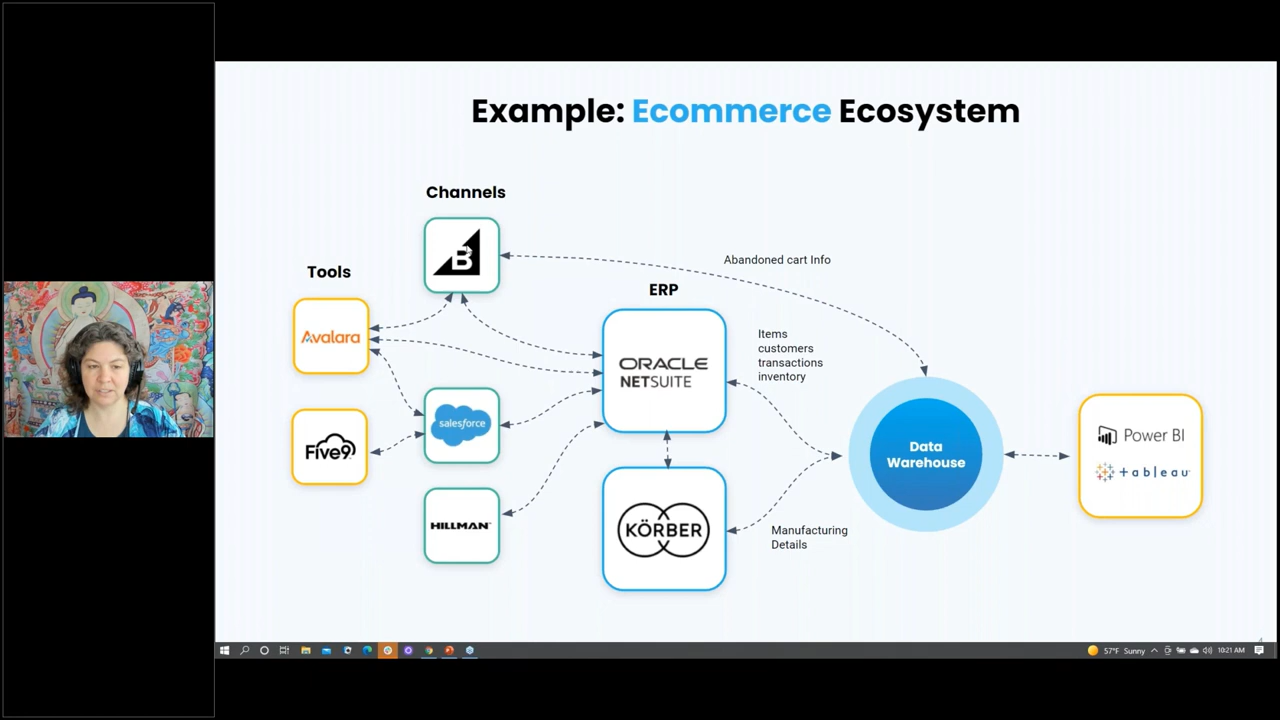 Example: Ecommerce Ecosystem
Channels
B
Tools
Abandoned cart Info
ERP
Avalara
ORACLE
NETSUITE
Items
customers
transactions
inventory
salesforce
Five9
Data
Warehouse
Power BI
+ a b l e a u
HILLMAN
KÖRBER
Manufacturing
Details
4
57°F Sunny
10:21 AM